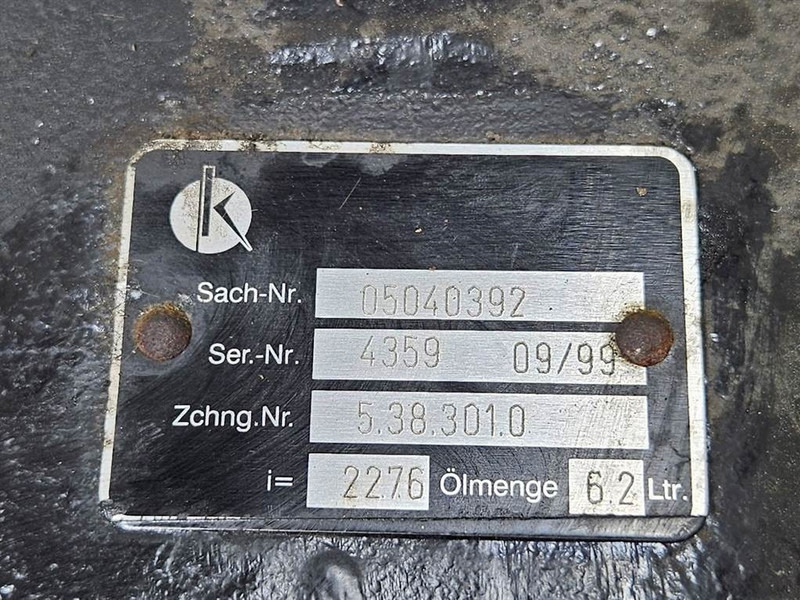 k
Sach-Nr. 05040392
Ser.-Nr. 4359 09/99
Zchng.Nr. 5.38.301.0
i= 22.76 Ölmenge 6.2 Ltr.